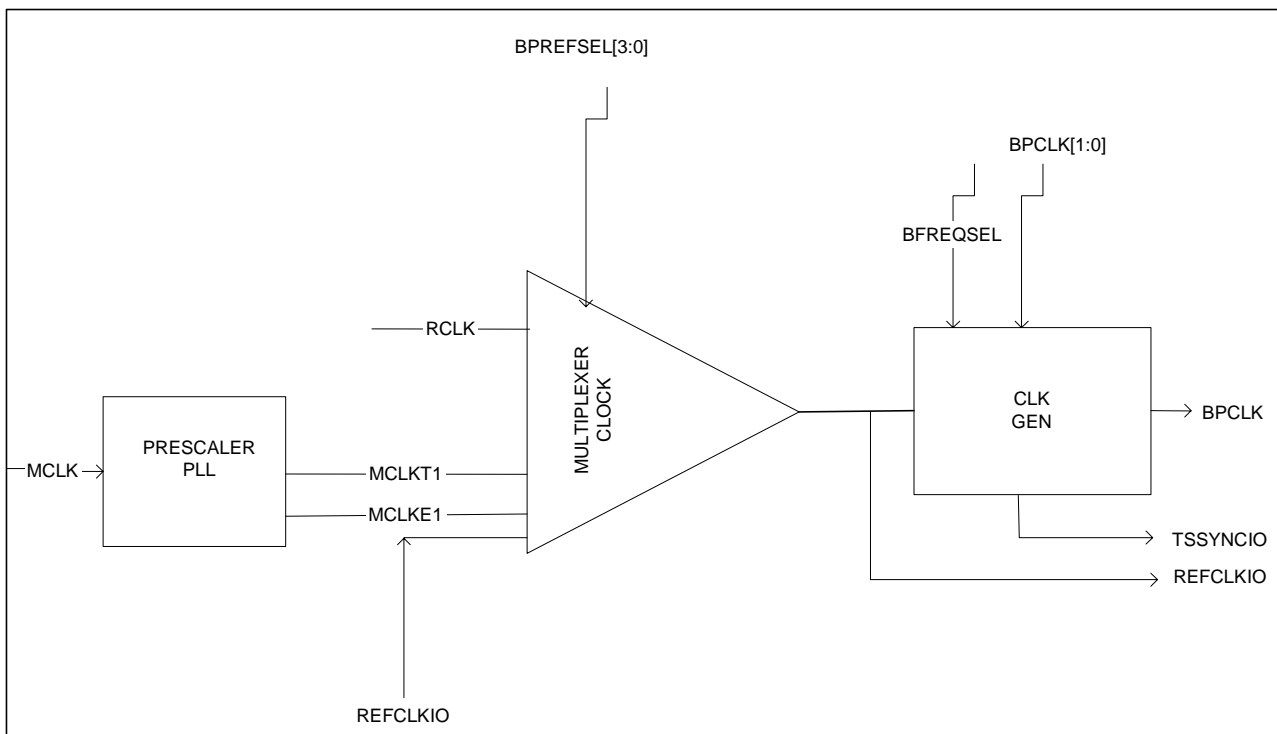 BPREFSEL[3:0]
BPCLK[1:0]
BFREQSEL
RCLK
MULTIPLEXER
CLOCK
CLK
GEN
BPCLK
PRESCALER
PLL
MCLK
MCLKT1
MCLKE1
TSSYNCIO
REFCLKIO
REFCLKIO